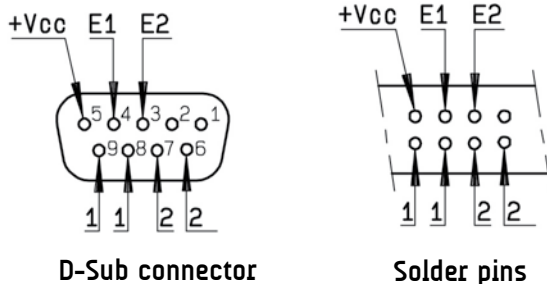 +Vcc E1 E2
5 4 3 2 1
9 8 7 6
1 1 2 2
D-Sub connector
+Vcc E1 E2
1 1 2 2
Solder pins